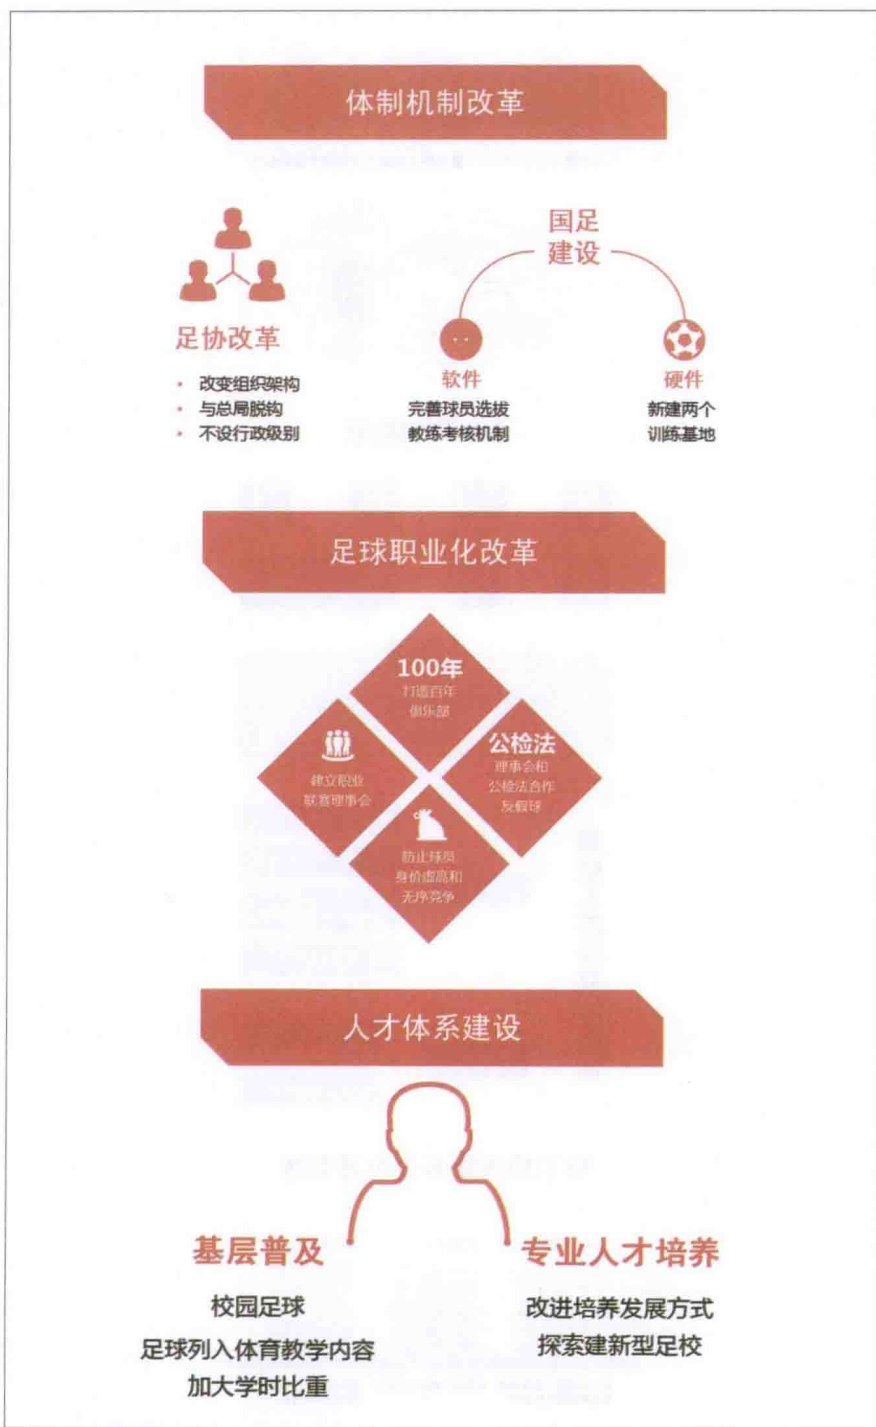 体制机制改革
国足
建设
足协改革
• 改变组织架构
• 与总局脱钩
• 不设行政级别
软件
完善球员选拔
教练考核机制
硬件
新建两个
训练基地
足球职业化改革
100年
打造百年
俱乐部
建立职业
联赛理事会
公检法
理事会和
公检法合作
反假球
防止球员
身价虚高和
无序竞争
人才体系建设
基层普及
校园足球
足球列入体育教学内容
加大学时比重
专业人才培养
改进培养发展方式
探索建新型足校